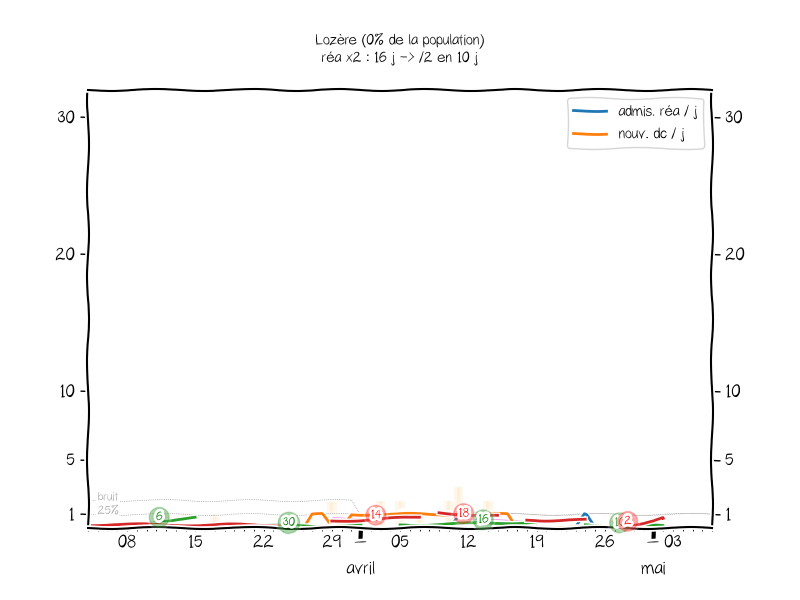 Lozère (0% de la population)
réa x2 : 16 j -> /2 en 10 j
admis. réa / j
nouv. dc / j
30 30
20 20
10 10
5 5
bruit
25%
1 1
6 30 14 18 16 2
08 15 22 29 05 12 19 26 03
avril mai